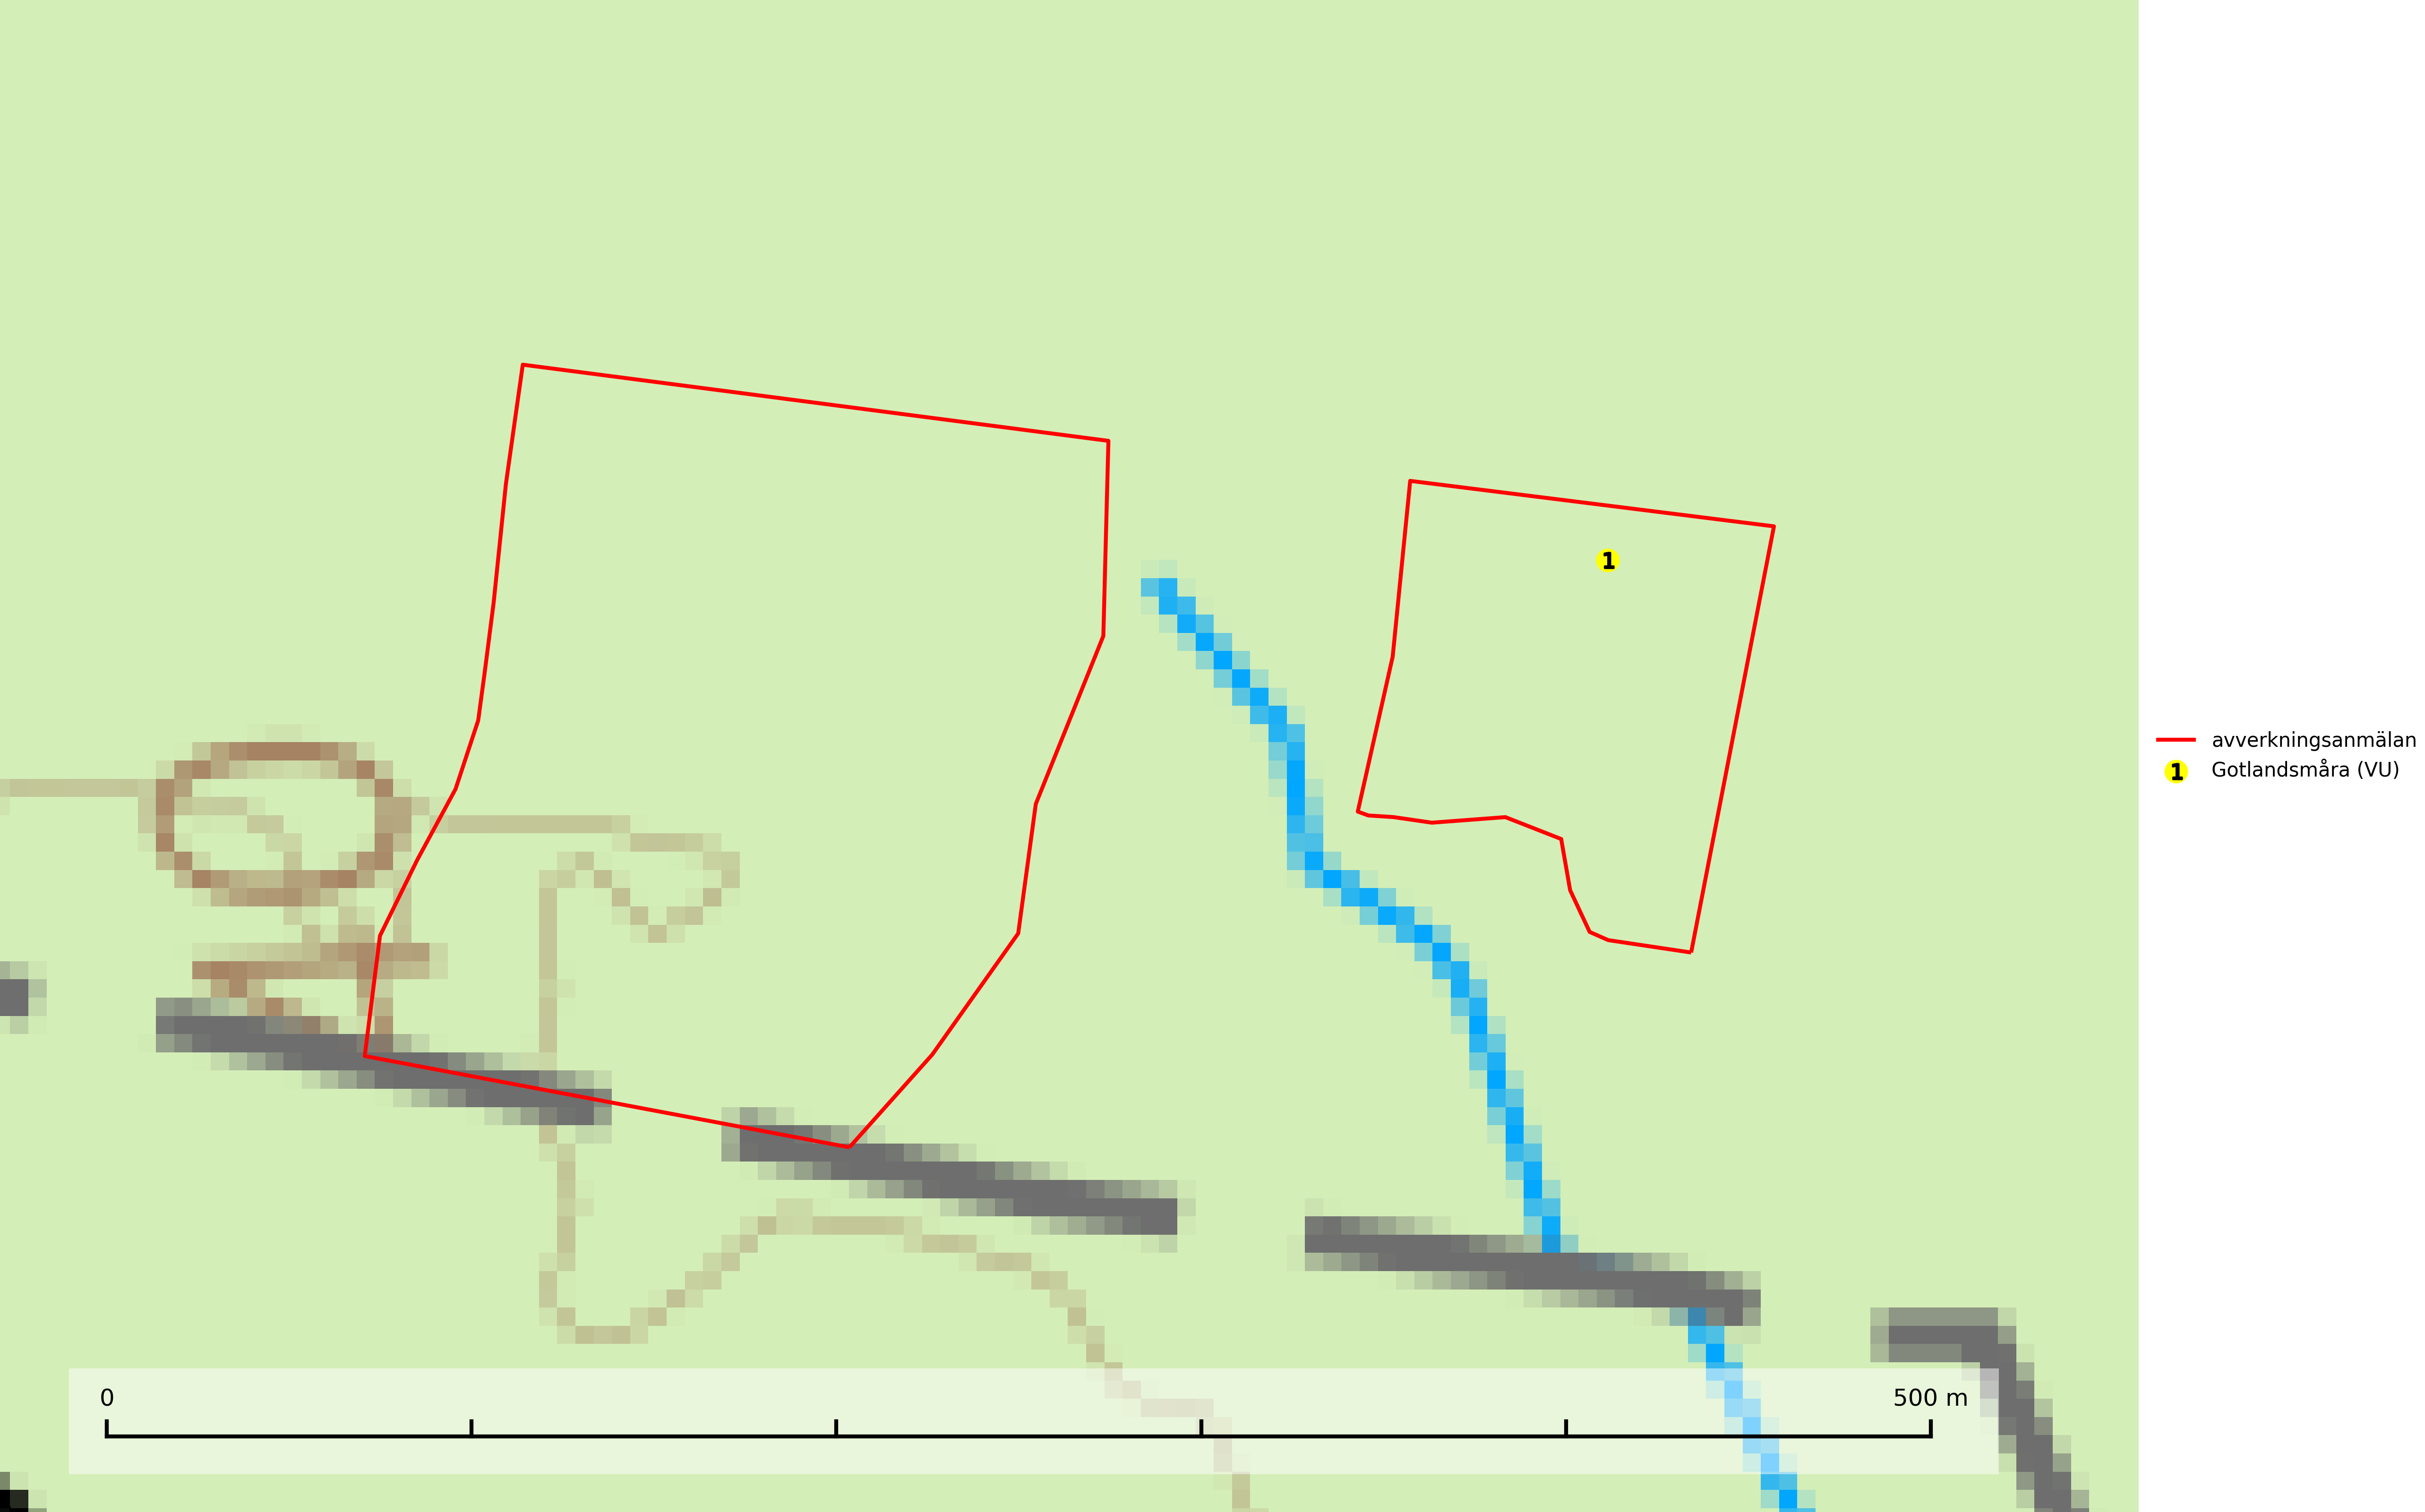 1
avverkningsanmälan
1 Gotlandsmåra (VU)
0 500 m